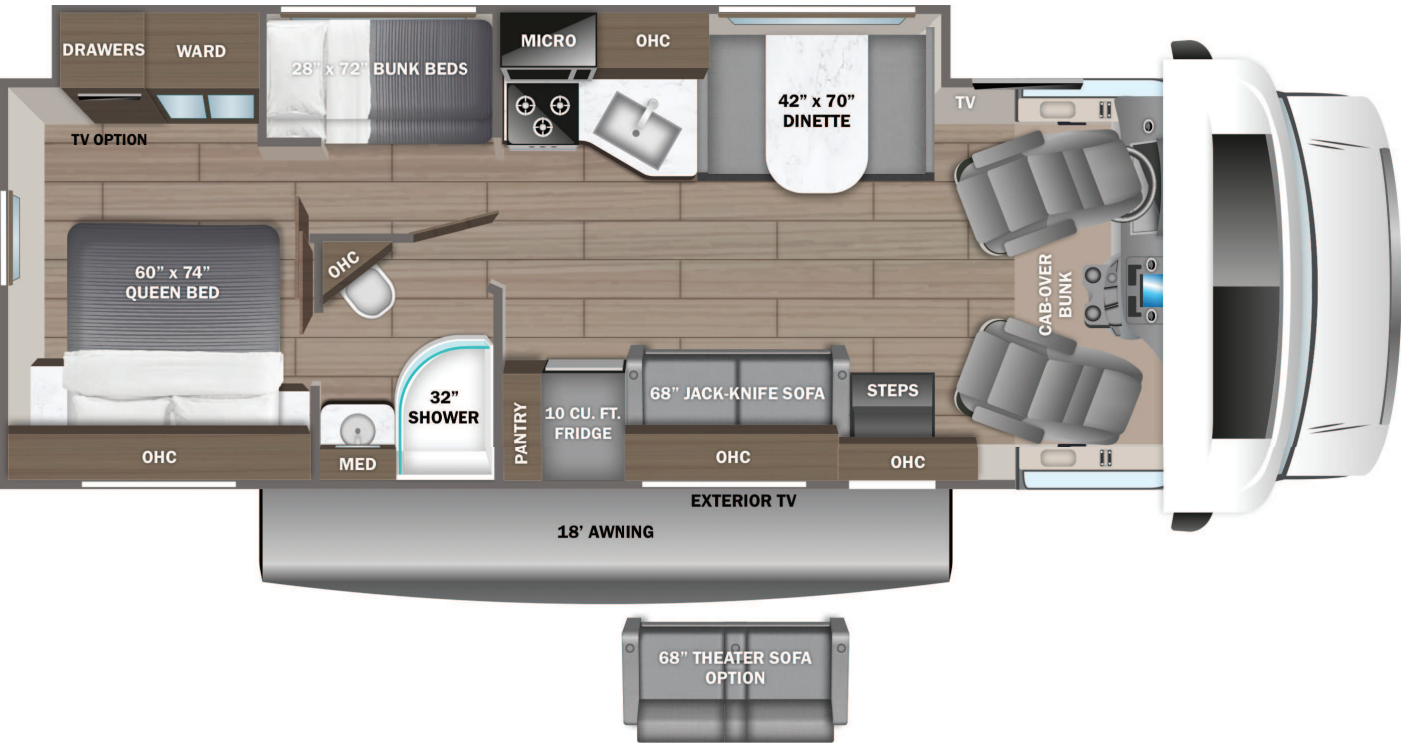 DRAWERS
WARD
TV OPTION
28" x 72" BUNK BEDS
MICRO
OHC
42” x 70”
DINETTE
TV
60” x 74”
QUEEN BED
OHC
CAB-OVER
BUNK
32”
SHOWER
PANTRY
10 CU. FT.
FRIDGE
68” JACK-KNIFE SOFA
STEPS
OHC
MED
OHC
OHC
EXTERIOR TV
18’ AWNING
68” THEATER SOFA
OPTION